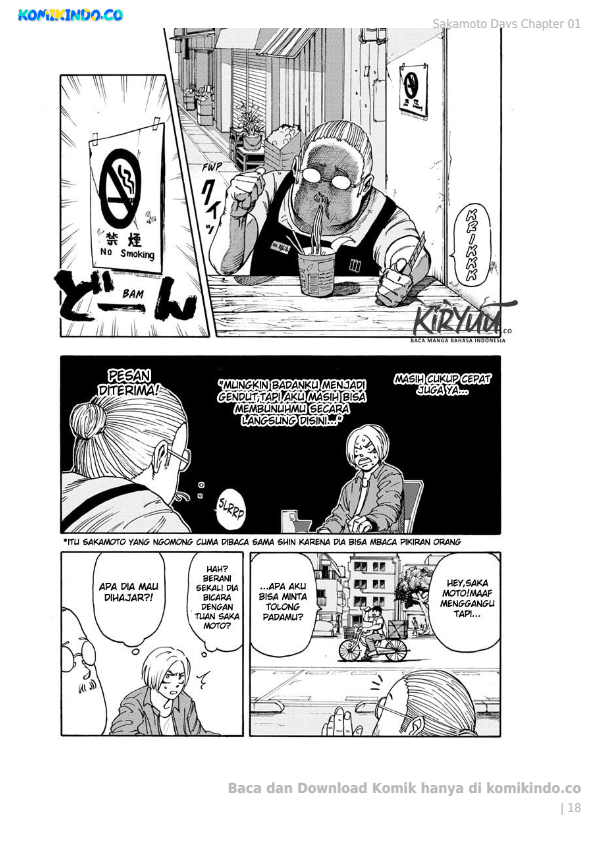 KOMIKINDO.CO
Sakamoto Days Chapter 01
禁煙
No Smoking
どーん
BAM
FWP
クイッ
KEIKKK
KiRYUU.CO
BACA MANGA BAHASA INDONESIA
PESAN
DITERIMA!
"MUNGKIN BADANKU MENJADI
GENDUT,TAPI AKU MASIH BISA
MEMBUNUHMU SECARA
LANGSUNG DISINI..."
MASIH CUKUP CEPAT
JUGA YA...
SLRRP
*ITU SAKAMOTO YANG NGOMONG CUMA DIBACA SAMA SHIN KARENA DIA BISA MBACA PIKIRAN ORANG
APA DIA MAU
DIHAJAR?!
HAH?
BERANI
SEKALI DIA
BICARA
DENGAN
TUAN SAKA
MOTO?
...APA AKU
BISA MINTA
TOLONG
PADAMU?
HEY,SAKA
MOTO!MAAF
MENGGANGU
TAPI...
Baca dan Download Komik hanya di komikindo.co
| 18